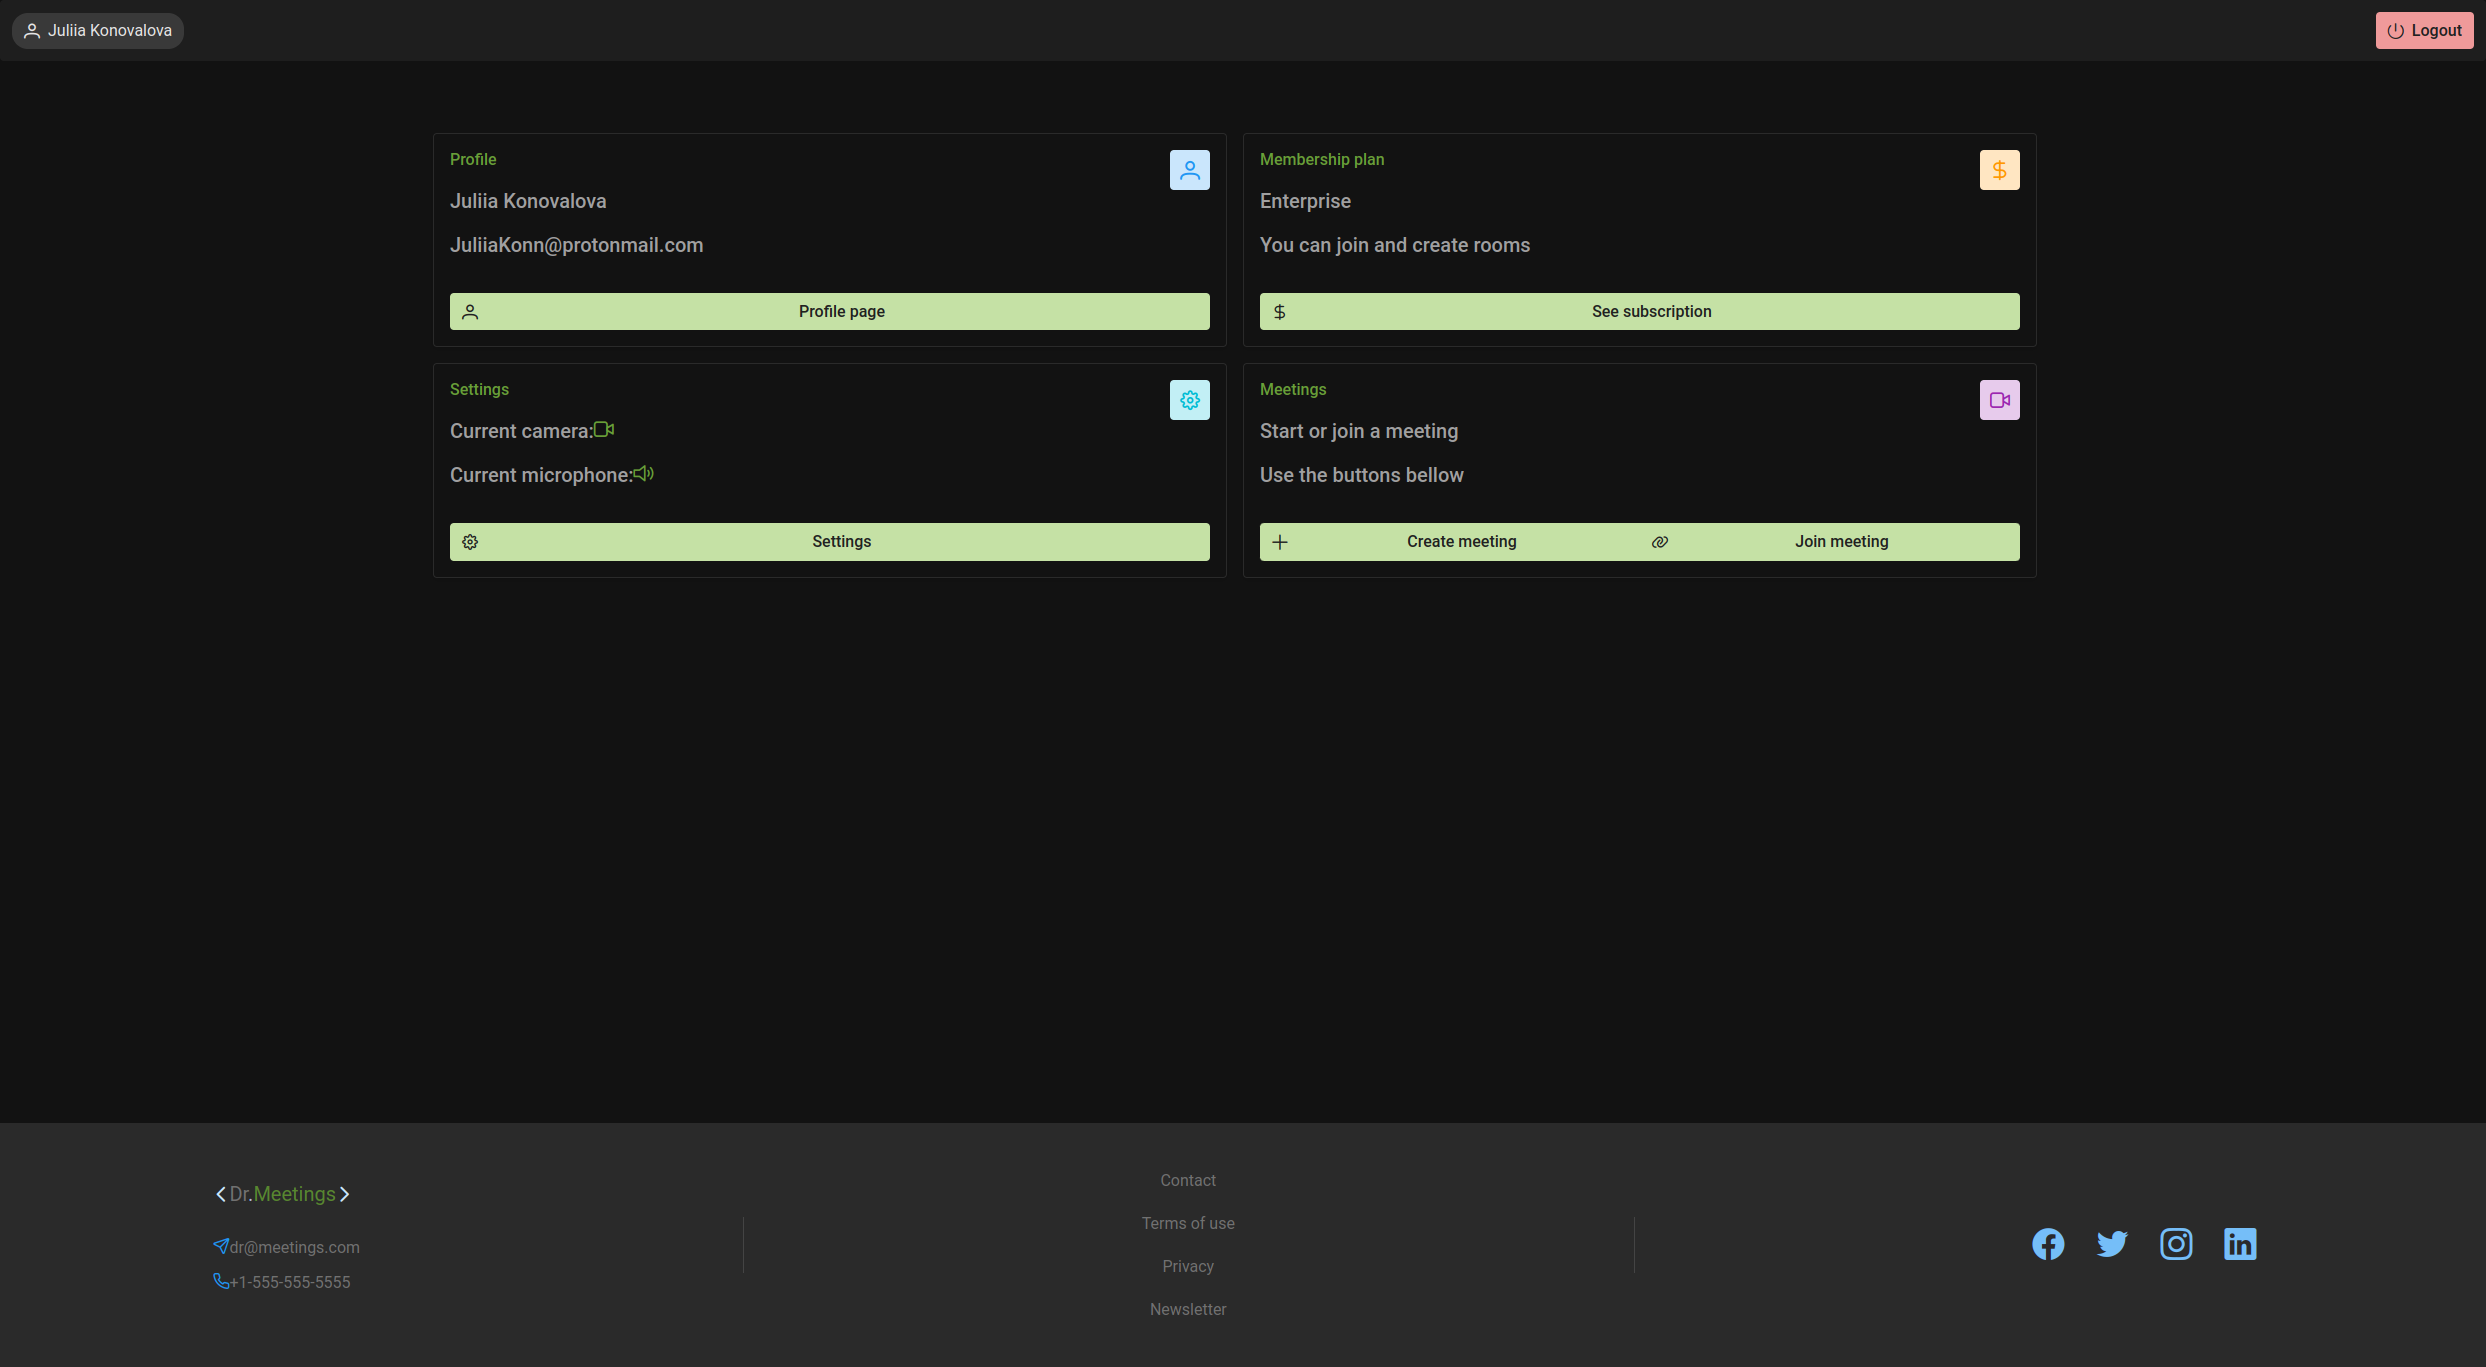 Juliia Konovalova
Logout
Profile
Juliia Konovalova
JuliiaKonn@protonmail.com
Profile page
Membership plan
Enterprise
You can join and create rooms
See subscription
Settings
Current camera:
Current microphone:
Settings
Meetings
Start or join a meeting
Use the buttons bellow
Create meeting
Join meeting
Dr.Meetings
dr@meetings.com
+1-555-555-5555
Contact
Terms of use
Privacy
Newsletter